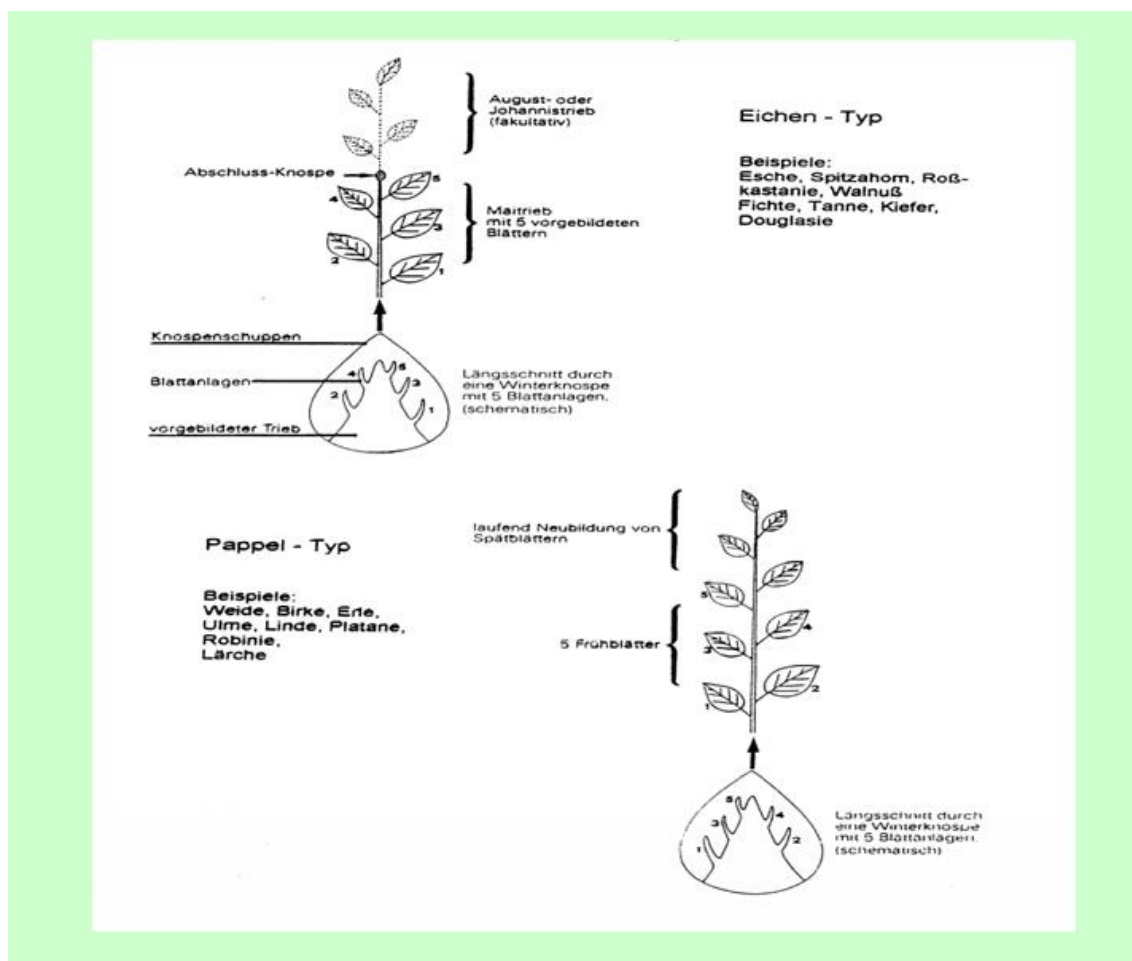 August- oder
Johannistrieb
(fakultativ)
Abschluss-Knospe
5
4
3
2
1
Maitrieb
mit 5 vorgebildeten
Blättern
Eichen - Typ
Beispiele:
Esche, Spitzahorn, Roß-
kastanie, Walnuß
Fichte, Tanne, Kiefer,
Douglasie
Knospenschuppen
Blattanlagen
vorgebildeter Trieb
4 5
2 3
1
Längsschnitt durch
eine Winterknospe
mit 5 Blattanlagen.
(schematisch)
Pappel - Typ
Beispiele:
Weide, Birke, Erle,
Ulme, Linde, Platane,
Robinie,
Lärche
laufend Neubildung von
Spätblättern
5 Frühblätter
5
4
3
2
1
5
3 4
1 2
Längsschnitt durch
eine Winterknospe
mit 5 Blattanlagen.
(schematisch)